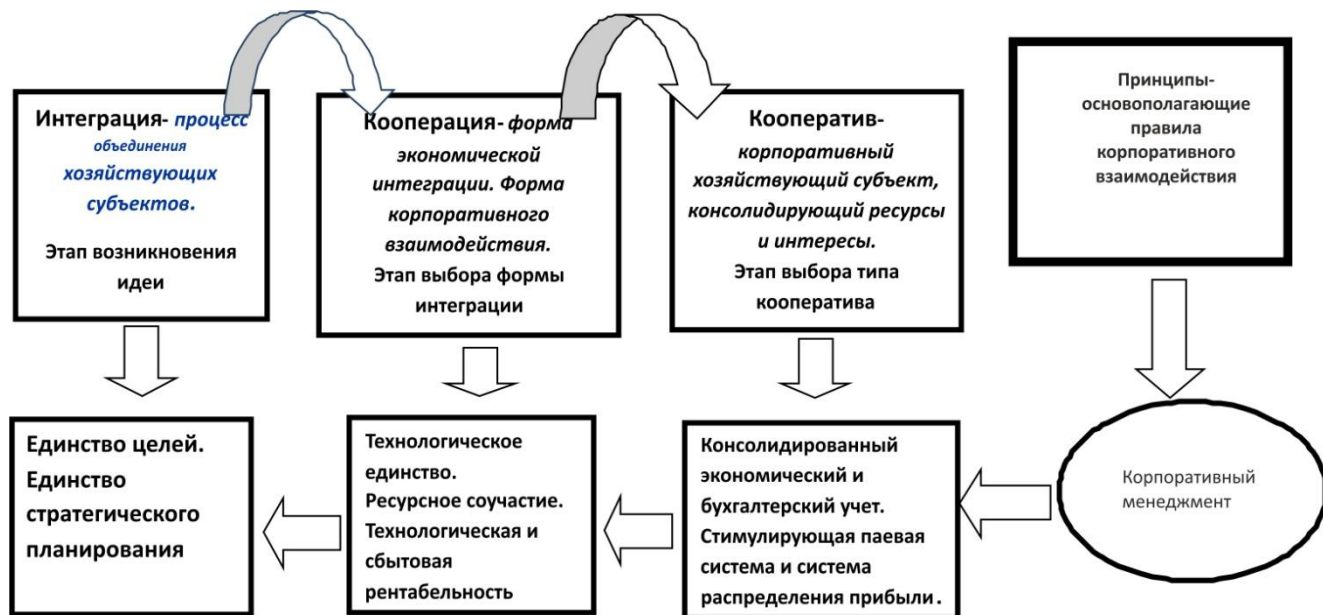 Интеграция- процесс
объединения
хозяйствующих
субъектов.
Этап возникновения
идеи
Кооперация- форма
экономической
интеграции. Форма
корпоративного
взаимодействия.
Этап выбора формы
интеграции
Кооператив-
корпоративный
хозяйствующий субъект,
консолидирующий ресурсы
и интересы.
Этап выбора типа
кооператива
Принципы-
основополагающие
правила
корпоративного
взаимодействия
Единство целей.
Единство
стратегического
планирования
Технологическое
единство.
Ресурсное соучастие.
Технологическая и
сбытовая
рентабельность
Консолидированный
экономический и
бухгалтерский учет.
Стимулирующая паевая
система и система
распределения прибыли.
Корпоративный
менеджмент